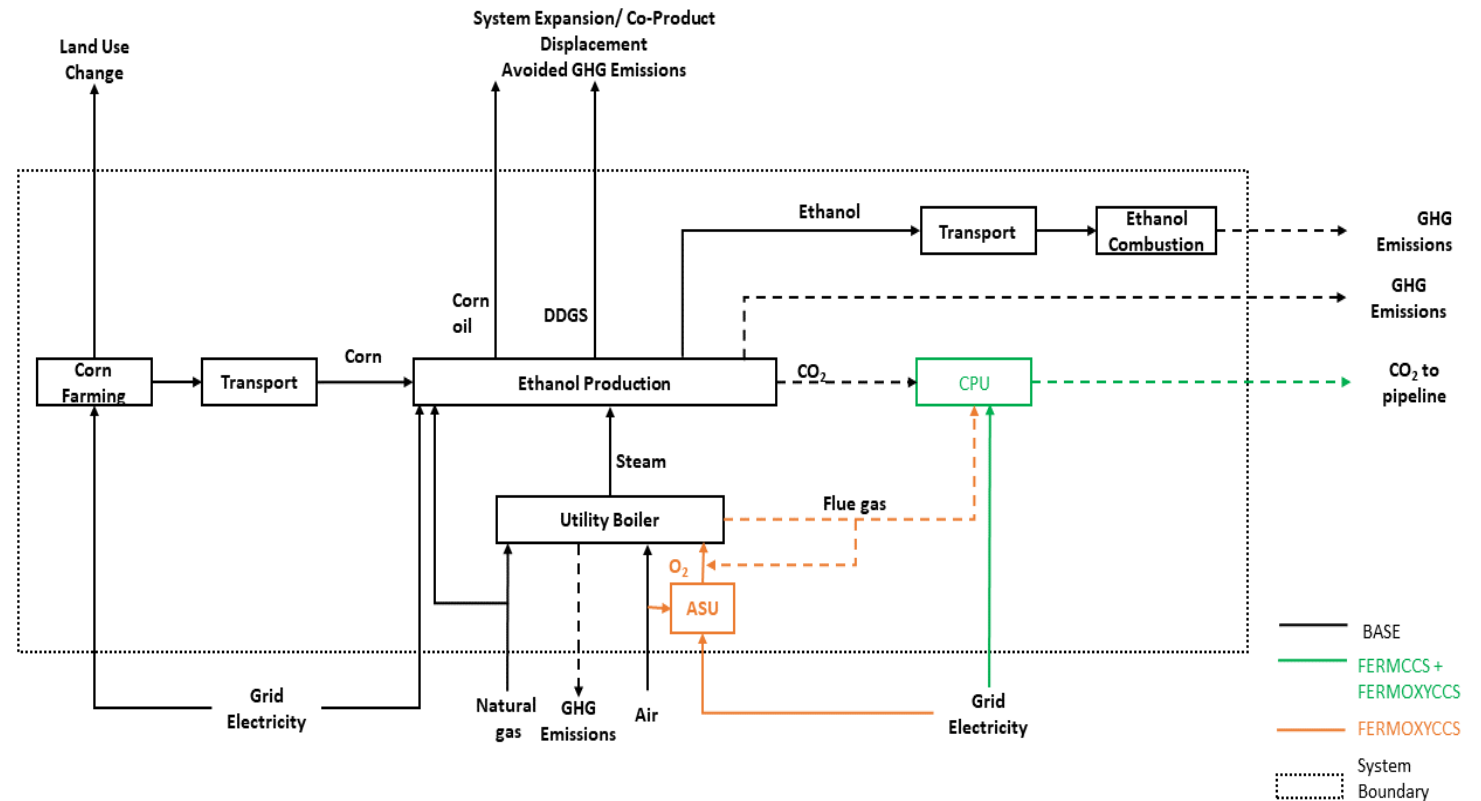 System Expansion/ Co-Product
Displacement
Avoided GHG Emissions
Land Use
Change
Ethanol
Transport
Ethanol
Combustion
GHG
Emissions
GHG
Emissions
Corn
oil
DDGS
Corn
Farming
Transport
Corn
Ethanol Production
CO₂
CPU
CO₂ to
pipeline
Steam
Utility Boiler
Flue gas
O₂
ASU
Grid
Electricity
Natural
gas
GHG
Emissions
Air
Grid
Electricity
BASE
FERMCCS +
FERMOXYCCS
FERMOXYCCS
System
Boundary